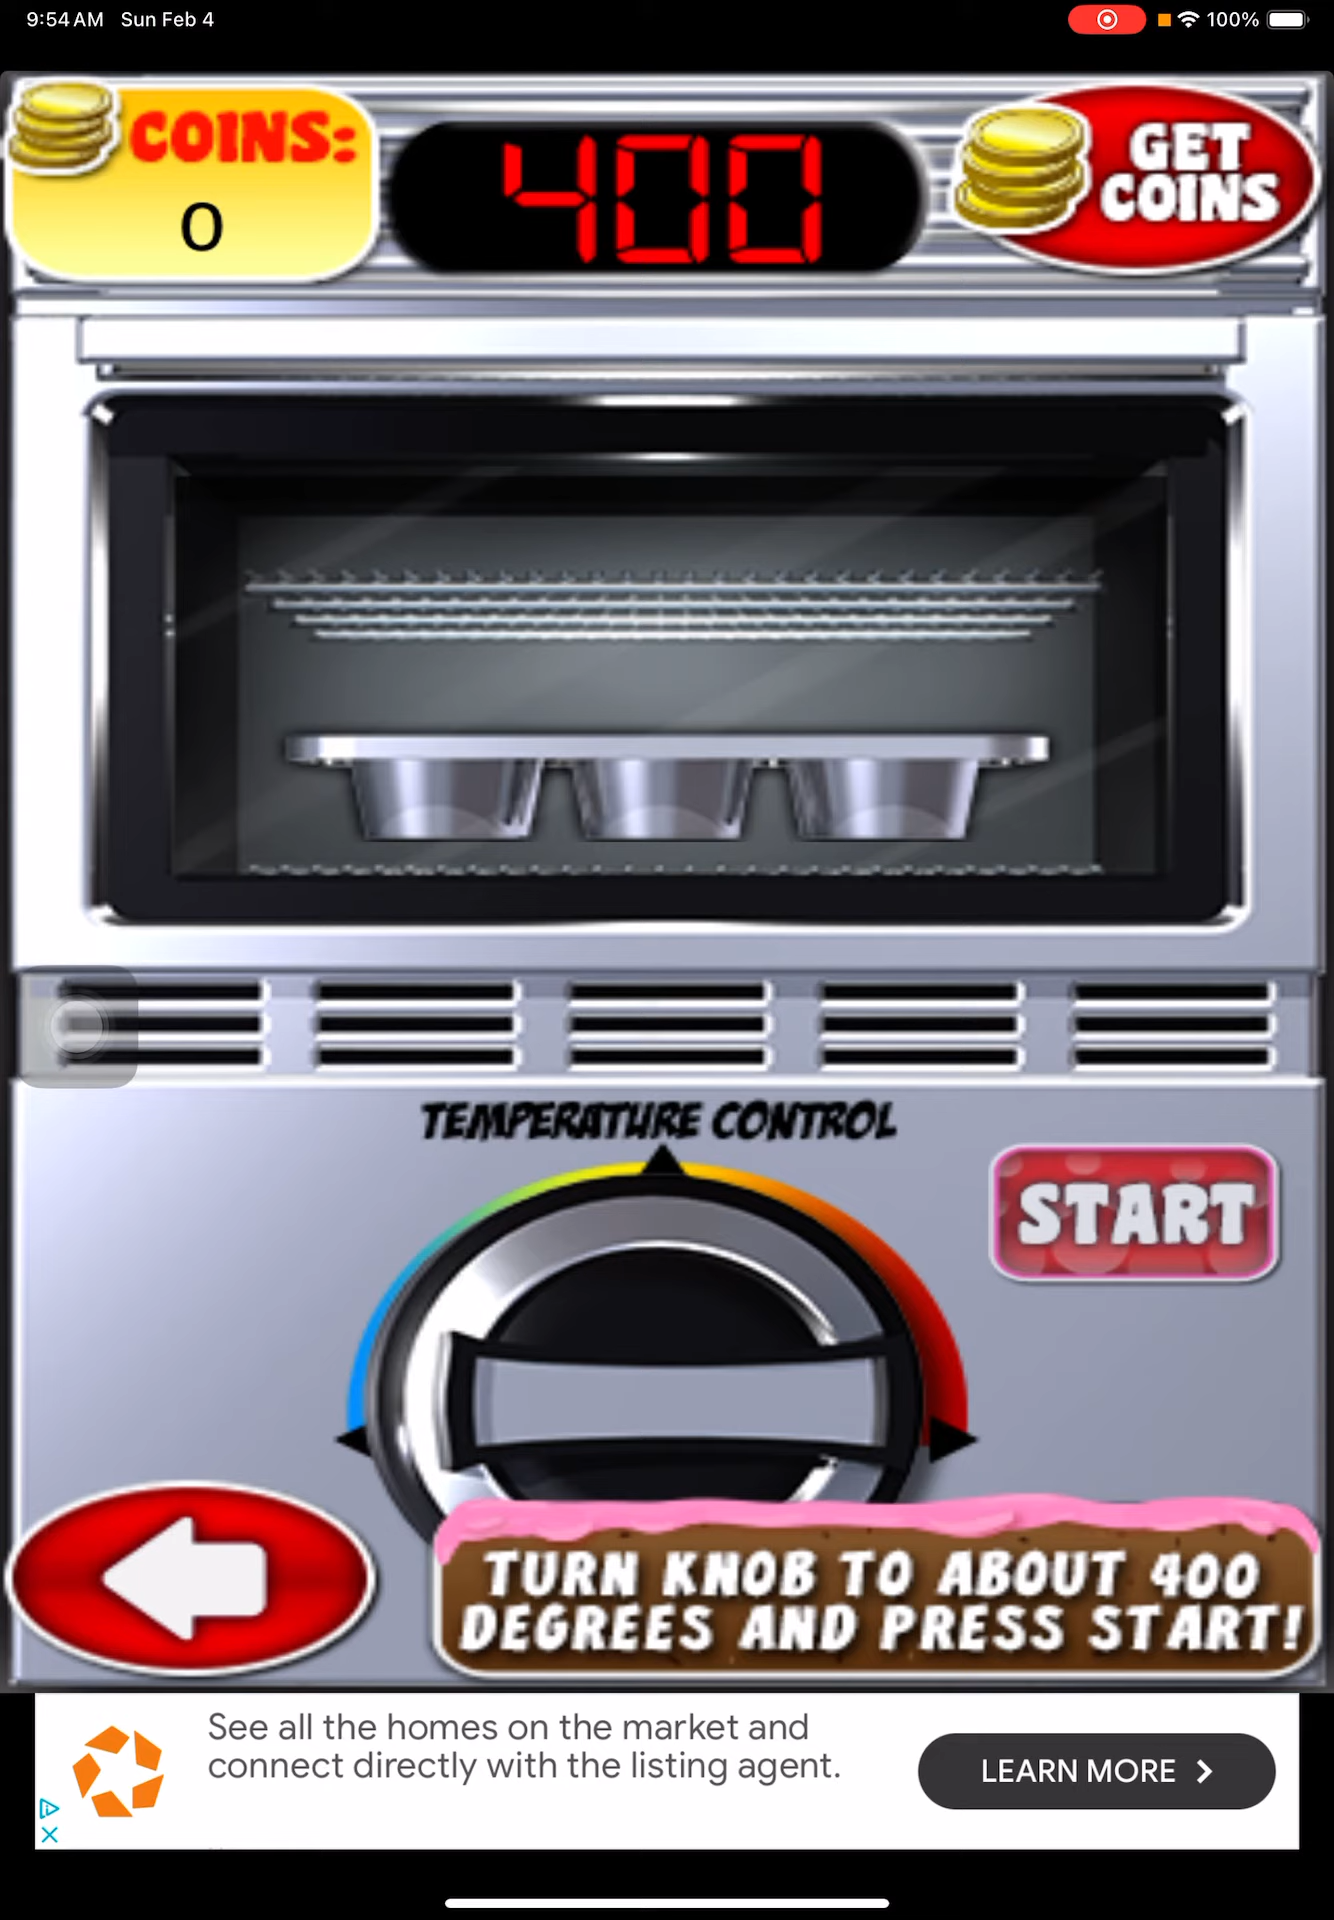 9:54 AM Sun Feb 4
100%
COINS:
0
400
GET
COINS
TEMPERATURE CONTROL
START
TURN KNOB TO ABOUT 400
DEGREES AND PRESS START!
See all the homes on the market and
connect directly with the listing agent.
LEARN MORE